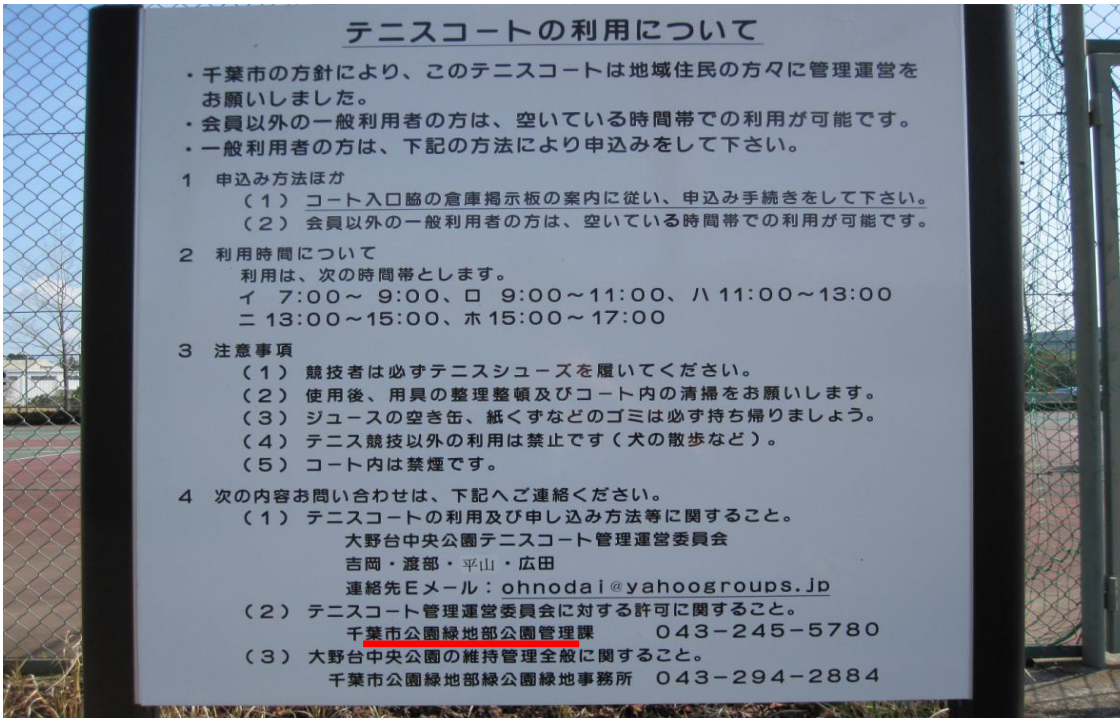 テニスコートの利用について
・千葉市の方針により、このテニスコートは地域住民の方々に管理運営を
お願いしました。
・会員以外の一般利用者の方は、空いている時間帯での利用が可能です。
・一般利用者の方は、下記の方法により申込みをして下さい。
1 申込み方法ほか
(1) コート入口脇の倉庫掲示板の案内に従い、申込み手続きをして下さい。
(2) 会員以外の一般利用者の方は、空いている時間帯での利用が可能です。
2 利用時間について
利用は、次の時間帯とします。
イ 7:00~ 9:00、ロ 9:00~11:00、ハ 11:00~13:00
ニ 13:00~15:00、ホ 15:00~17:00
3 注意事項
(1) 競技者は必ずテニスシューズを履いてください。
(2) 使用後、用具の整理整頓及びコート内の清掃をお願いします。
(3) ジュースの空き缶、紙くずなどのゴミは必ず持ち帰りましょう。
(4) テニス競技以外の利用は禁止です(犬の散歩など)。
(5) コート内は禁煙です。
4 次の内容お問い合わせは、下記へご連絡ください。
(1) テニスコートの利用及び申し込み方法等に関すること。
大野台中央公園テニスコート管理運営委員会
吉岡・渡部・平山・広田
連絡先Eメール:ohnodai@yahoogroups.jp
(2) テニスコート管理運営委員会に対する許可に関すること。
千葉市公園緑地部公園管理課 043-245-5780
(3) 大野台中央公園の維持管理全般に関すること。
千葉市公園緑地部緑公園緑地事務所 043-294-2884